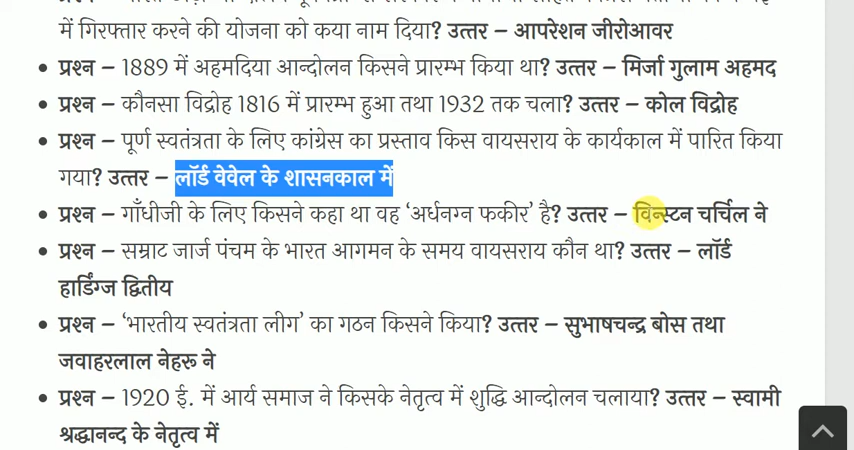 में गिरफ्तार करने की योजना को कया नाम दिया? उत्तर – आपरेशन जीरोआवर
प्रश्न – 1889 में अहमदिया आन्दोलन किसने प्रारम्भ किया था? उत्तर – मिर्जा गुलाम अहमद
प्रश्न – कौनसा विद्रोह 1816 में प्रारम्भ हुआ तथा 1932 तक चला? उत्तर – कोल विद्रोह
प्रश्न – पूर्ण स्वतंत्रता के लिए कांग्रेस का प्रस्ताव किस वायसराय के कार्यकाल में पारित किया
गया? उत्तर – लॉर्ड वेवेल के शासनकाल में
प्रश्न – गाँधीजी के लिए किसने कहा था वह ‘अर्धनग्न फकीर’ है? उत्तर – विन्स्टन चर्चिल ने
प्रश्न – सम्राट जार्ज पंचम के भारत आगमन के समय वायसराय कौन था? उत्तर – लॉर्ड
हार्डिंग्ज द्वितीय
प्रश्न – ‘भारतीय स्वतंत्रता लीग’ का गठन किसने किया? उत्तर – सुभाषचन्द्र बोस तथा
जवाहरलाल नेहरू ने
प्रश्न – 1920 ई. में आर्य समाज ने किसके नेतृत्व में शुद्धि आन्दोलन चलाया? उत्तर – स्वामी
श्रद्धानन्द के नेतृत्व में